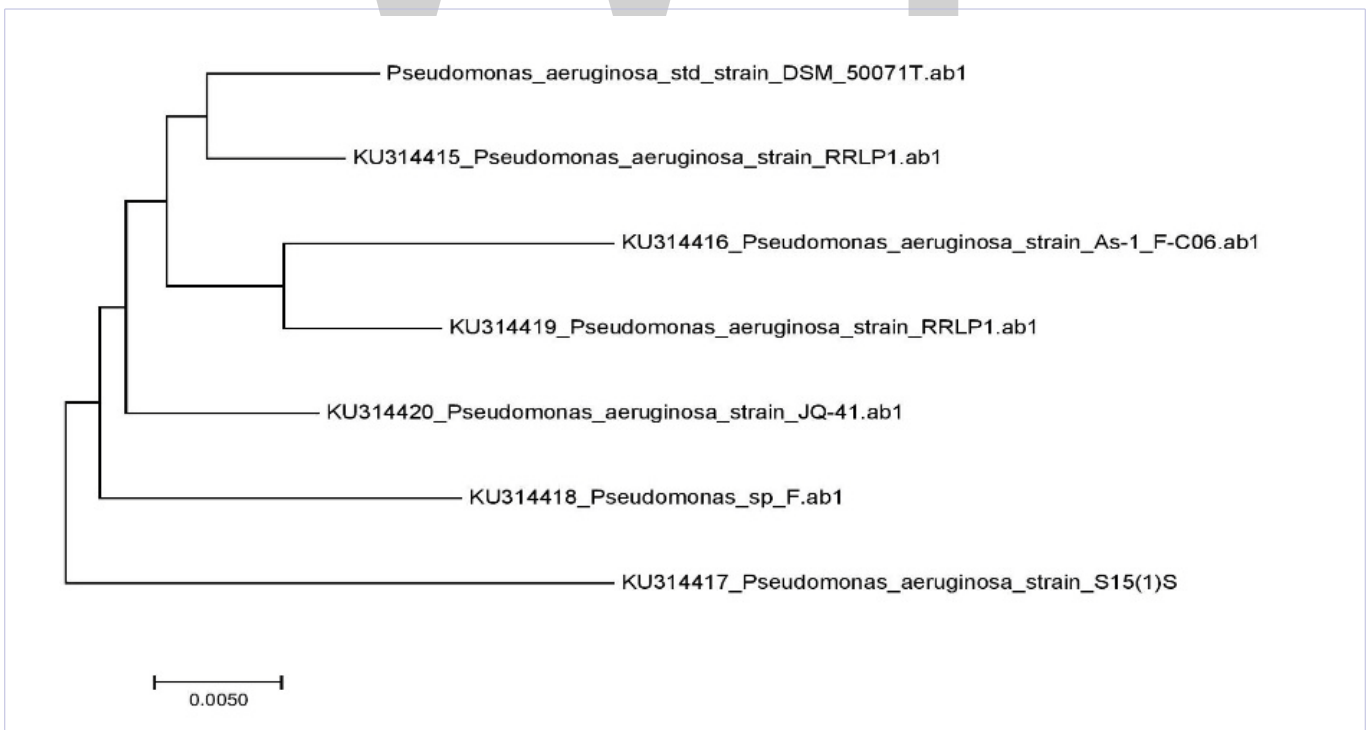 Pseudomonas_aeruginosa_std_strain_DSM_50071T.ab1
KU314415_Pseudomonas_aeruginosa_strain_RRLP1.ab1
KU314416_Pseudomonas_aeruginosa_strain_As-1_F-C06.ab1
KU314419_Pseudomonas_aeruginosa_strain_RRLP1.ab1
KU314420_Pseudomonas_aeruginosa_strain_JQ-41.ab1
KU314418_Pseudomonas_sp_F.ab1
KU314417_Pseudomonas_aeruginosa_strain_S15(1)S
0.0050